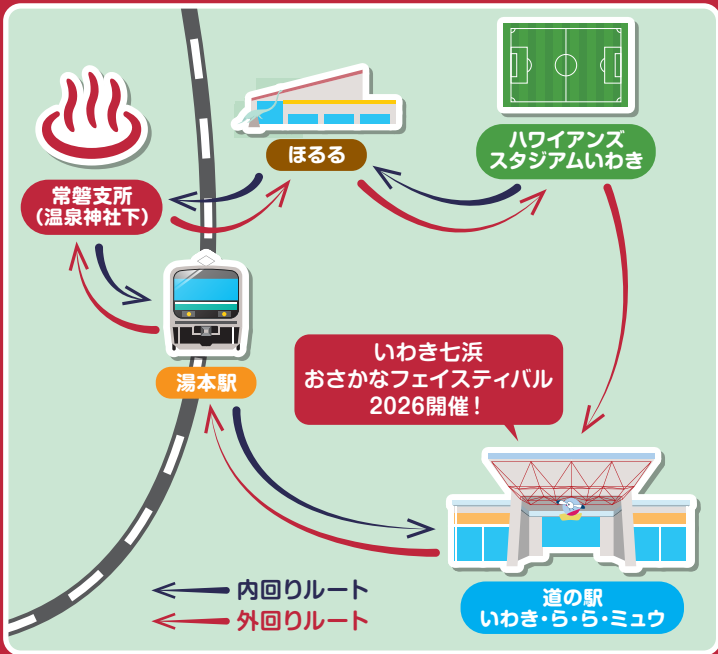 ハワイアンズ
スタジアムいわき
ほるる
常磐支所
(温泉神社下)
湯本駅
いわき七浜
おさかなフェイスティバル
2026開催!
道の駅
いわき・ら・ら・ミュウ
内回りルート
外回りルート